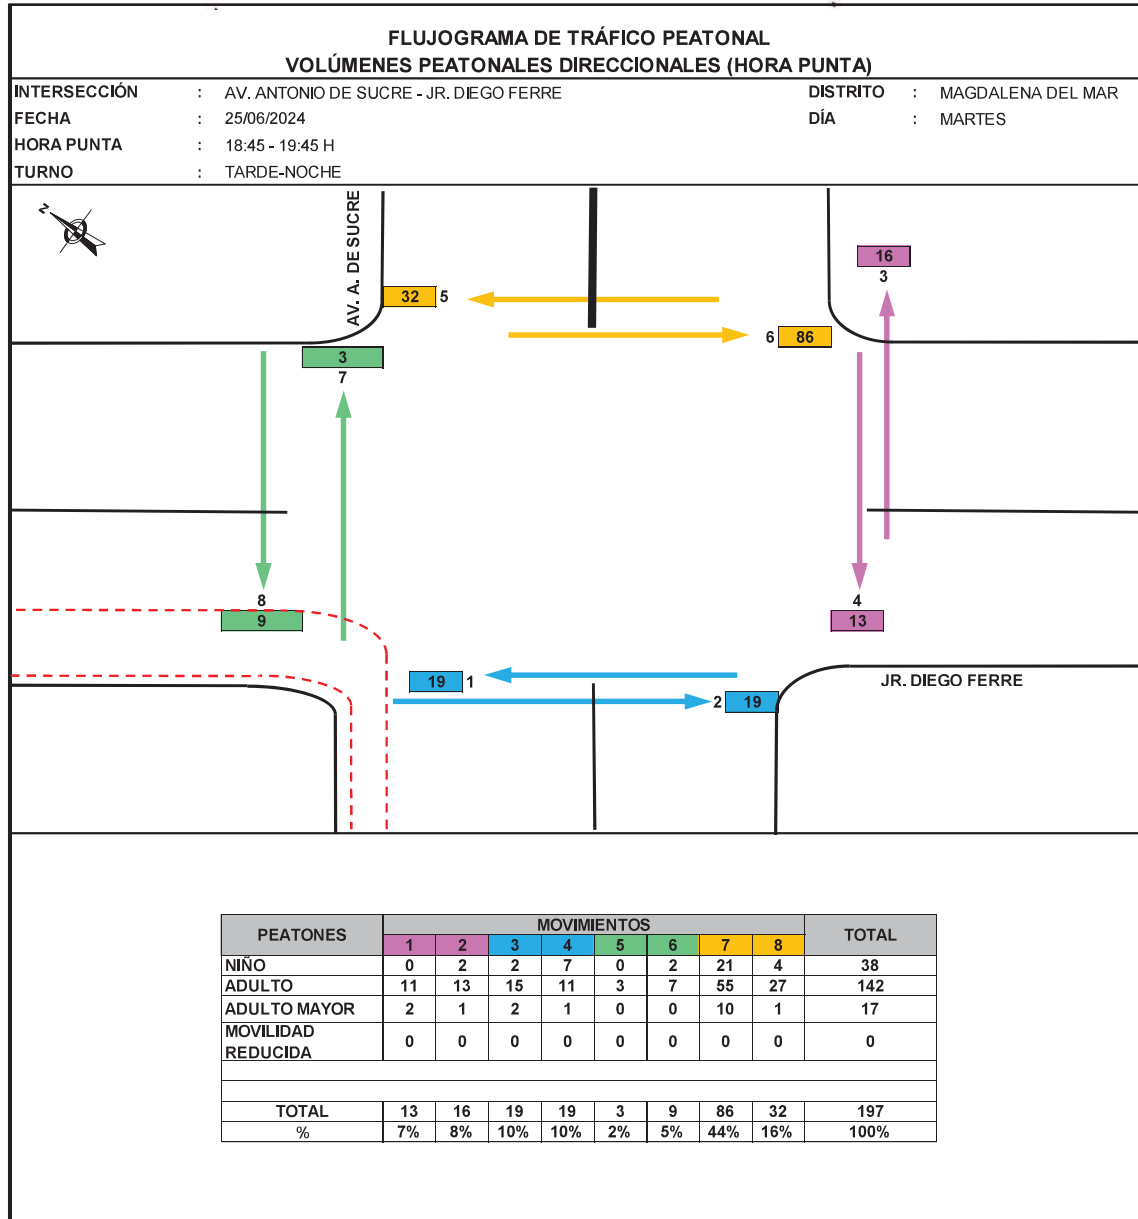 FLUJOGRAMA DE TRÁFICO PEATONAL
VOLÚMENES PEATONALES DIRECCIONALES (HORA PUNTA)
INTERSECCIÓN : AV. ANTONIO DE SUCRE - JR. DIEGO FERRE DISTRITO : MAGDALENA DEL MAR
FECHA : 25/06/2024 DÍA : MARTES
HORA PUNTA : 18:45 - 19:45 H
TURNO : TARDE-NOCHE
N
AV. A. DE SUCRE
16
3
32 5
6 86
3
7
8
9
4
13
19 1
2 19
JR. DIEGO FERRE
PEATONES MOVIMIENTOS TOTAL
1 2 3 4 5 6 7 8
NIÑO 0 2 2 7 0 2 21 4 38
ADULTO 11 13 15 11 3 7 55 27 142
ADULTO MAYOR 2 1 2 1 0 0 10 1 17
MOVILIDAD
REDUCIDA 0 0 0 0 0 0 0 0 0
TOTAL 13 16 19 19 3 9 86 32 197
% 7% 8% 10% 10% 2% 5% 44% 16% 100%